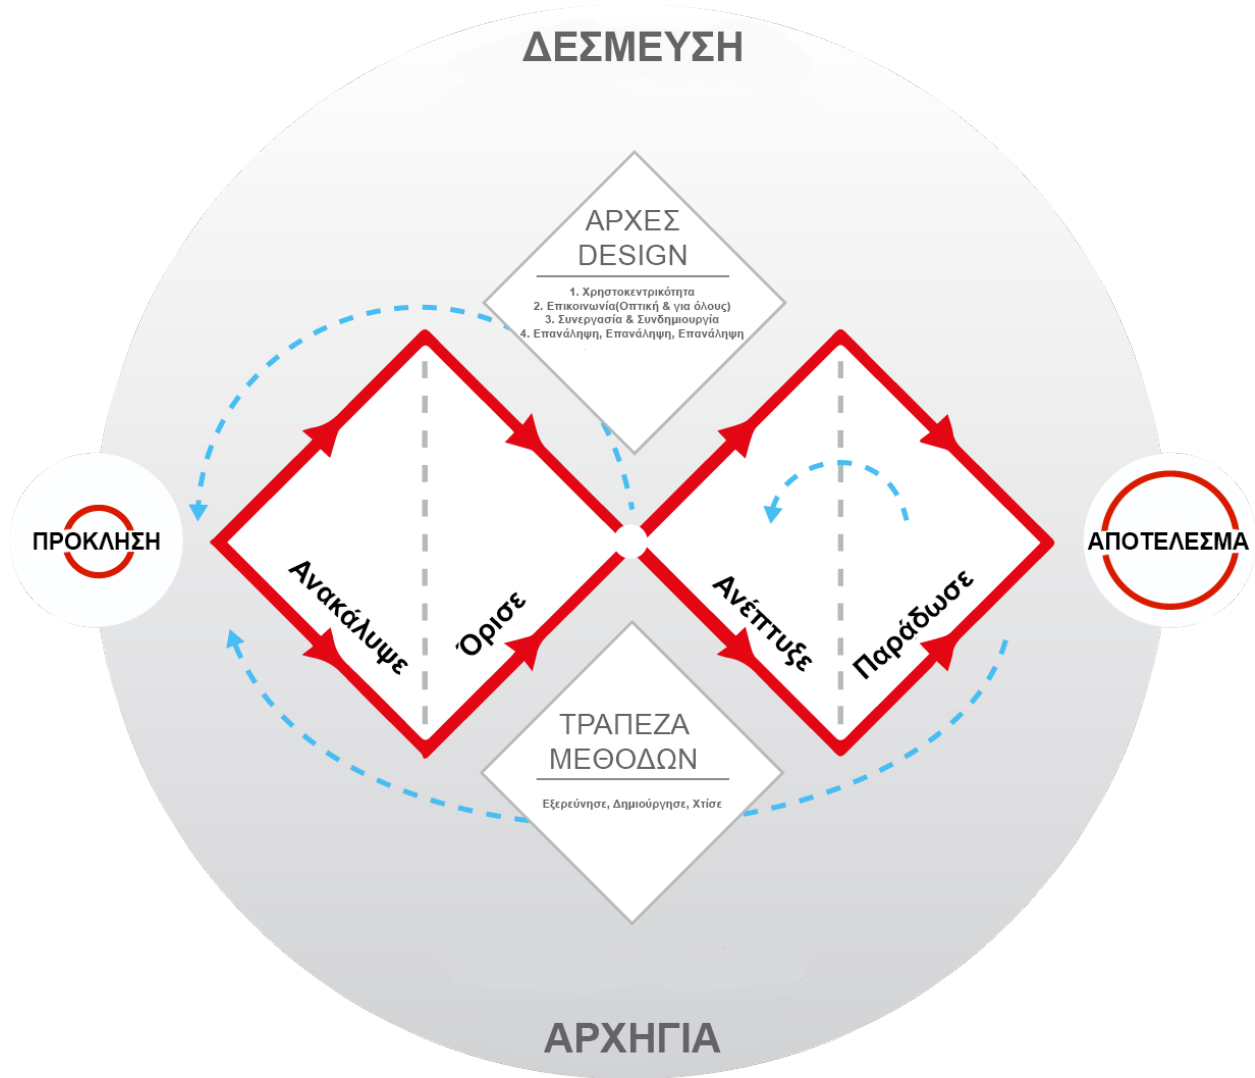 ΔΕΣΜΕΥΣΗ
ΑΡΧΕΣ
DESIGN
1. Χρηστοκεντρικότητα
2. Επικοινωνία(Οπτική & για όλους)
3. Συνεργασία & Συνδημιουργία
4. Επανάληψη, Επανάληψη, Επανάληψη
ΠΡΟΚΛΗΣΗ
Ανακάλυψε
Όρισε
Ανέπτυξε
Παράδωσε
ΑΠΟΤΕΛΕΣΜΑ
ΤΡΑΠΕΖΑ
ΜΕΘΟΔΩΝ
Εξερεύνησε, Δημιούργησε, Χτίσε
ΑΡΧΗΓΙΑ